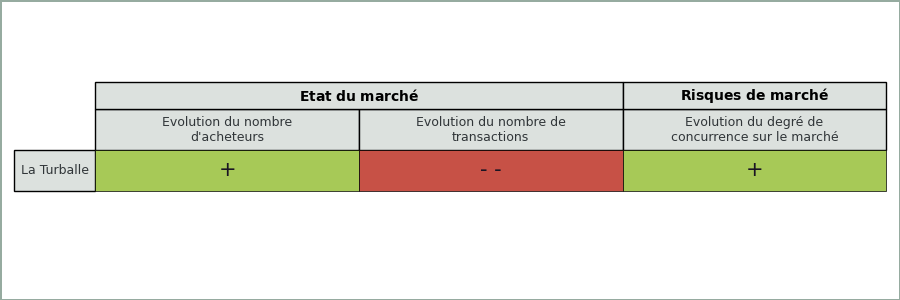 Etat du marché
Risques de marché
Evolution du nombre
d'acheteurs
Evolution du nombre de
transactions
Evolution du degré de
concurrence sur le marché
La Turballe
+
- -
+